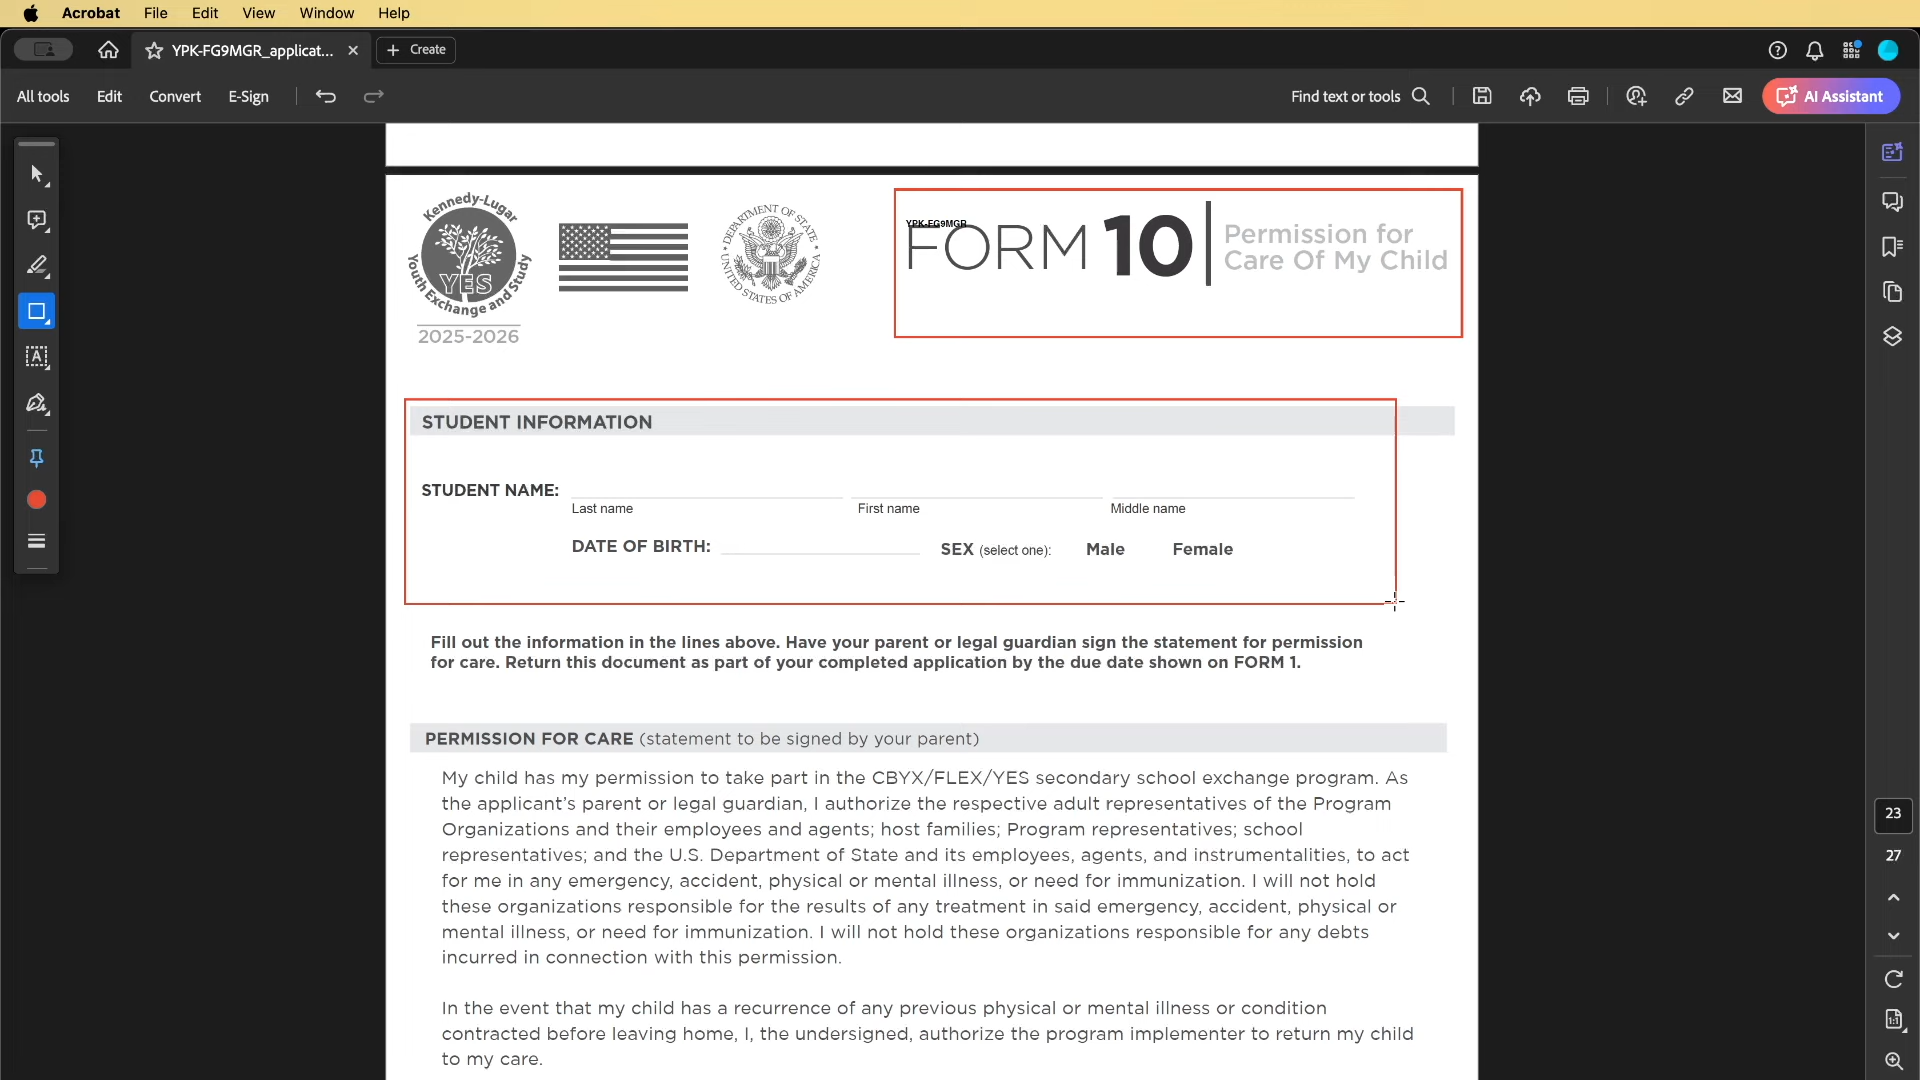 Acrobat File Edit View Window Help
YPK-FG9MGR_applicat... Create
All tools Edit Convert E-Sign Find text or tools AI Assistant
Kennedy-Lugar
YES
Youth Exchange and Study
2025-2026
DEPARTMENT OF STATE
UNITED STATES OF AMERICA
YPK-FG9MGR
FORM 10 Permission for
Care Of My Child
STUDENT INFORMATION
STUDENT NAME:
Last name First name Middle name
DATE OF BIRTH: SEX (select one): Male Female
Fill out the information in the lines above. Have your parent or legal guardian sign the statement for permission
for care. Return this document as part of your completed application by the due date shown on FORM 1.
PERMISSION FOR CARE (statement to be signed by your parent)
My child has my permission to take part in the CBYX/FLEX/YES secondary school exchange program. As
the applicant's parent or legal guardian, I authorize the respective adult representatives of the Program
Organizations and their employees and agents; host families; Program representatives; school
representatives; and the U.S. Department of State and its employees, agents, and instrumentalities, to act
for me in any emergency, accident, physical or mental illness, or need for immunization. I will not hold
these organizations responsible for the results of any treatment in said emergency, accident, physical or
mental illness, or need for immunization. I will not hold these organizations responsible for any debts
incurred in connection with this permission.
In the event that my child has a recurrence of any previous physical or mental illness or condition
contracted before leaving home, I, the undersigned, authorize the program implementer to return my child
to my care.
23
27